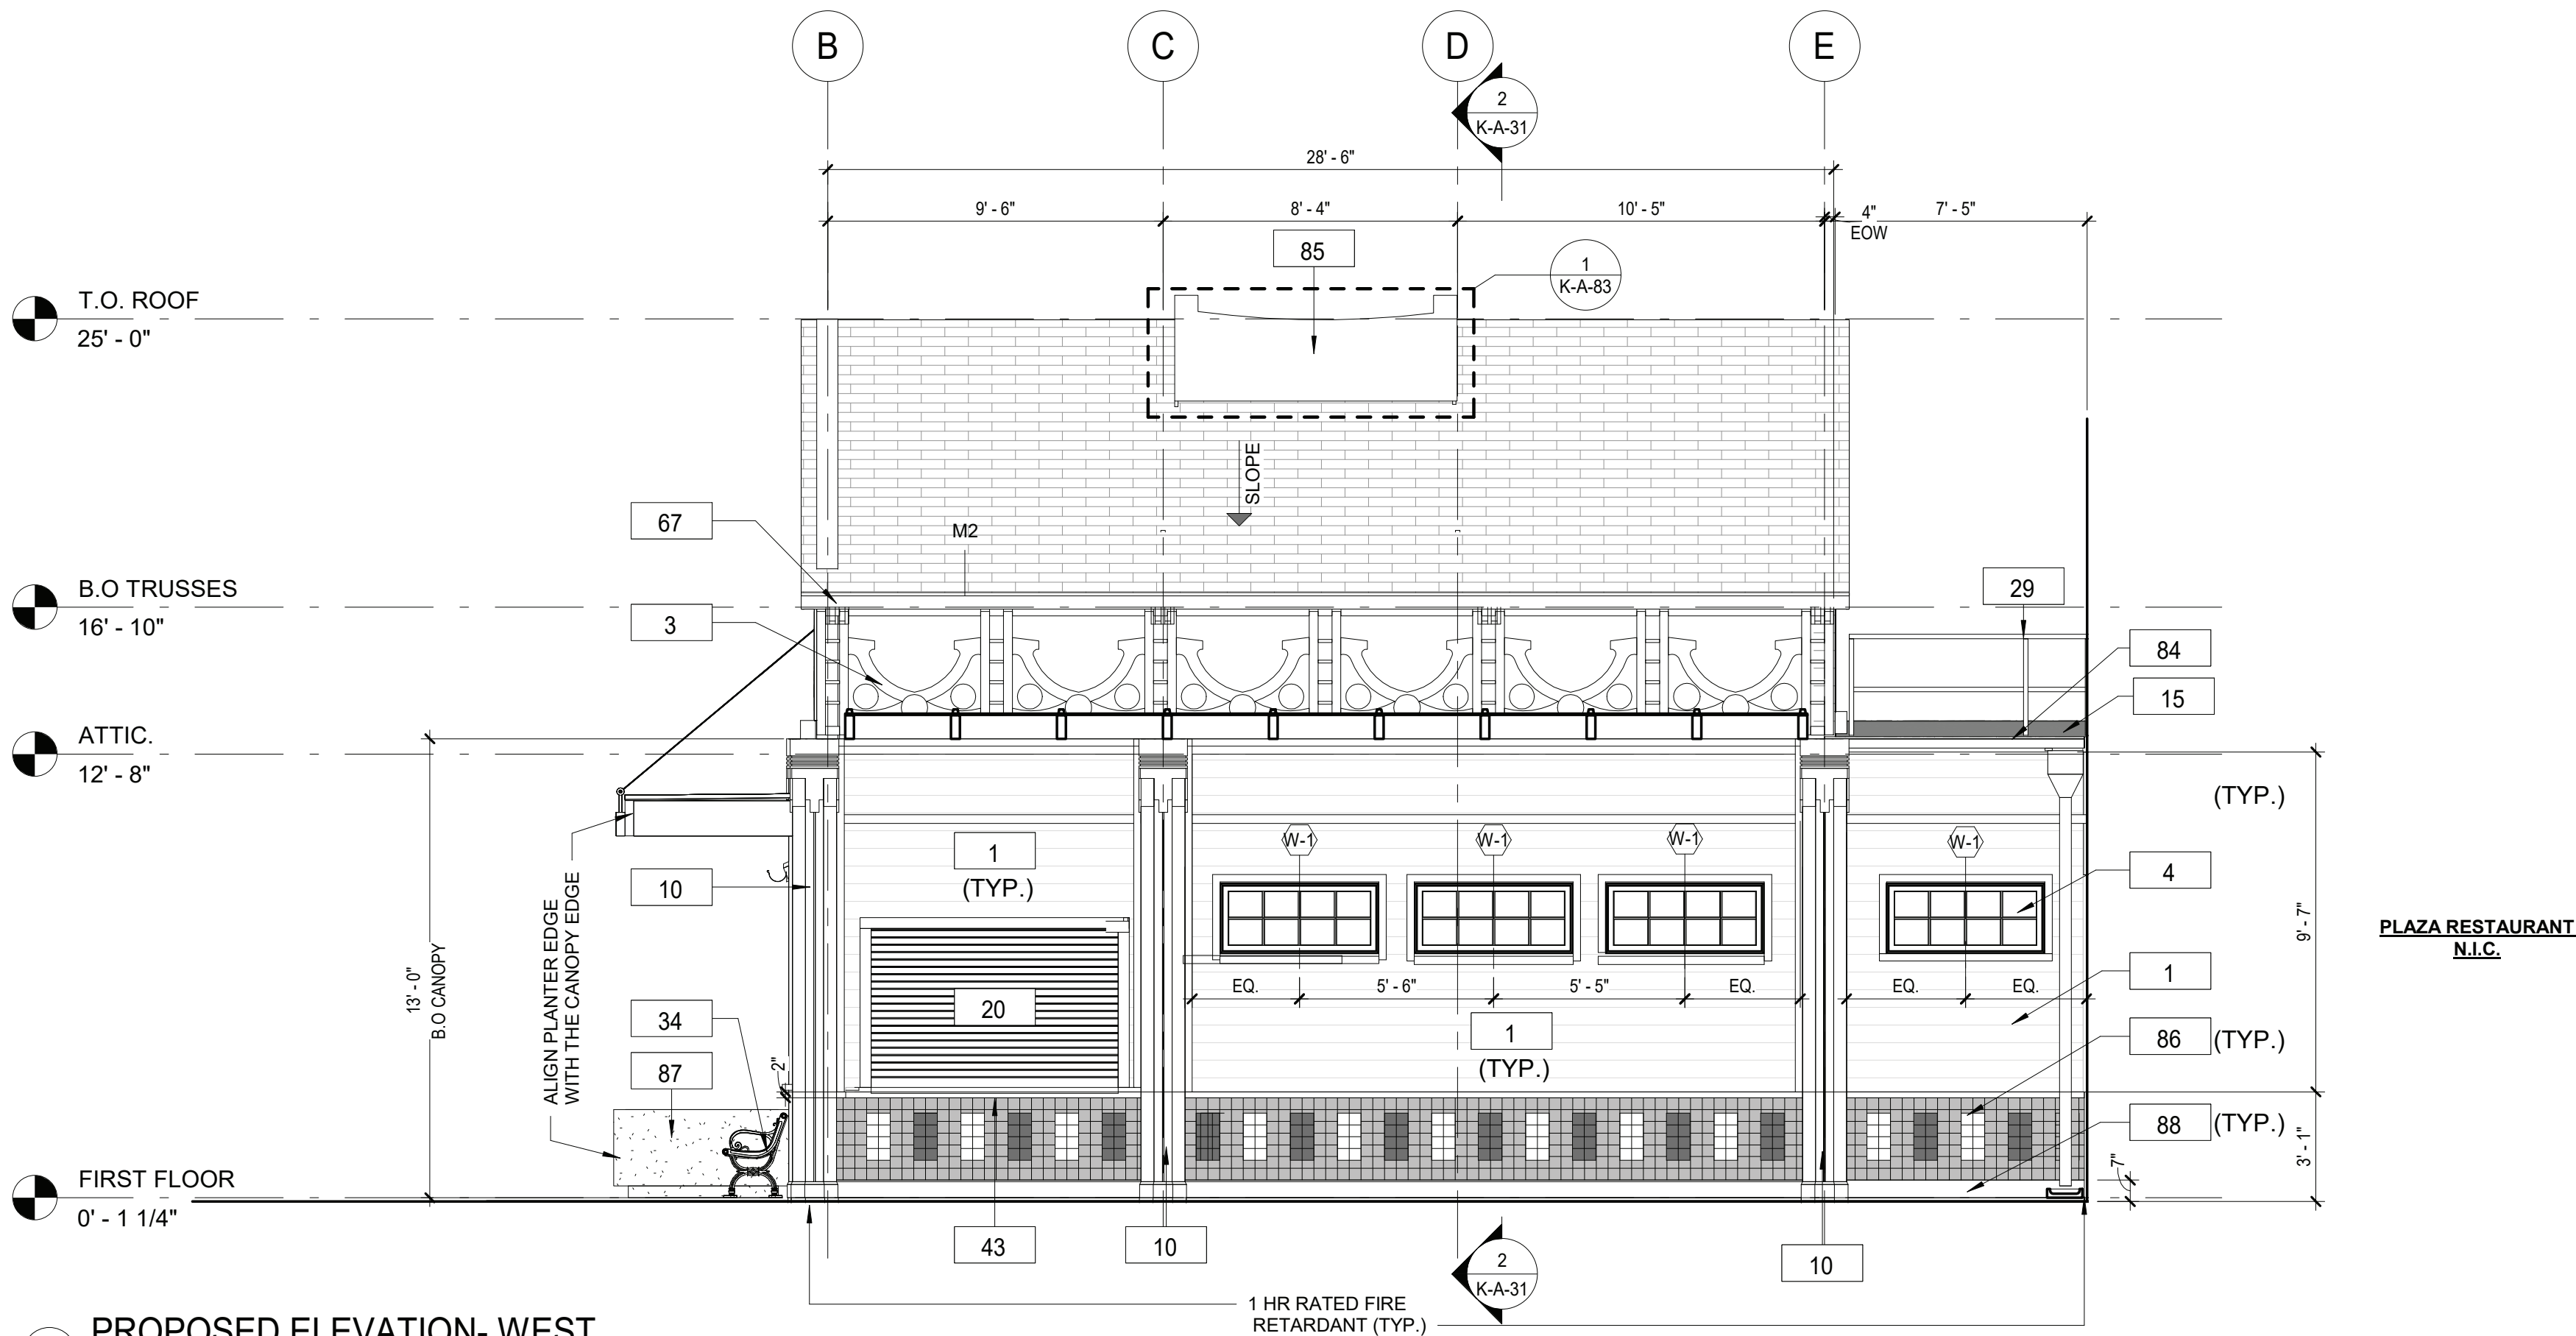 B
C
D
E
2
K-A-31
28' - 6"
9' - 6"
8' - 4"
10' - 5"
4"
EOW
7' - 5"
85
1
K-A-83
T.O. ROOF
25' - 0"
SLOPE
67
M2
B.O TRUSSES
16' - 10"
29
3
84
15
ATTIC.
12' - 8"
(TYP.)
W-1
W-1
W-1
W-1
1
(TYP.)
4
10
ALIGN PLANTER EDGE
WITH THE CANOPY EDGE
13' - 0"
B.O CANOPY
9' - 7"
PLAZA RESTAURANT
N.I.C.
1
EQ.
5' - 6"
5' - 5"
EQ.
EQ.
EQ.
20
34
1
(TYP.)
86
(TYP.)
87
2"
88
(TYP.)
3' - 1"
7"
FIRST FLOOR
0' - 1 1/4"
43
10
10
2
K-A-31
1 HR RATED FIRE
RETARDANT (TYP.)
PROPOSED ELEVATION- WEST